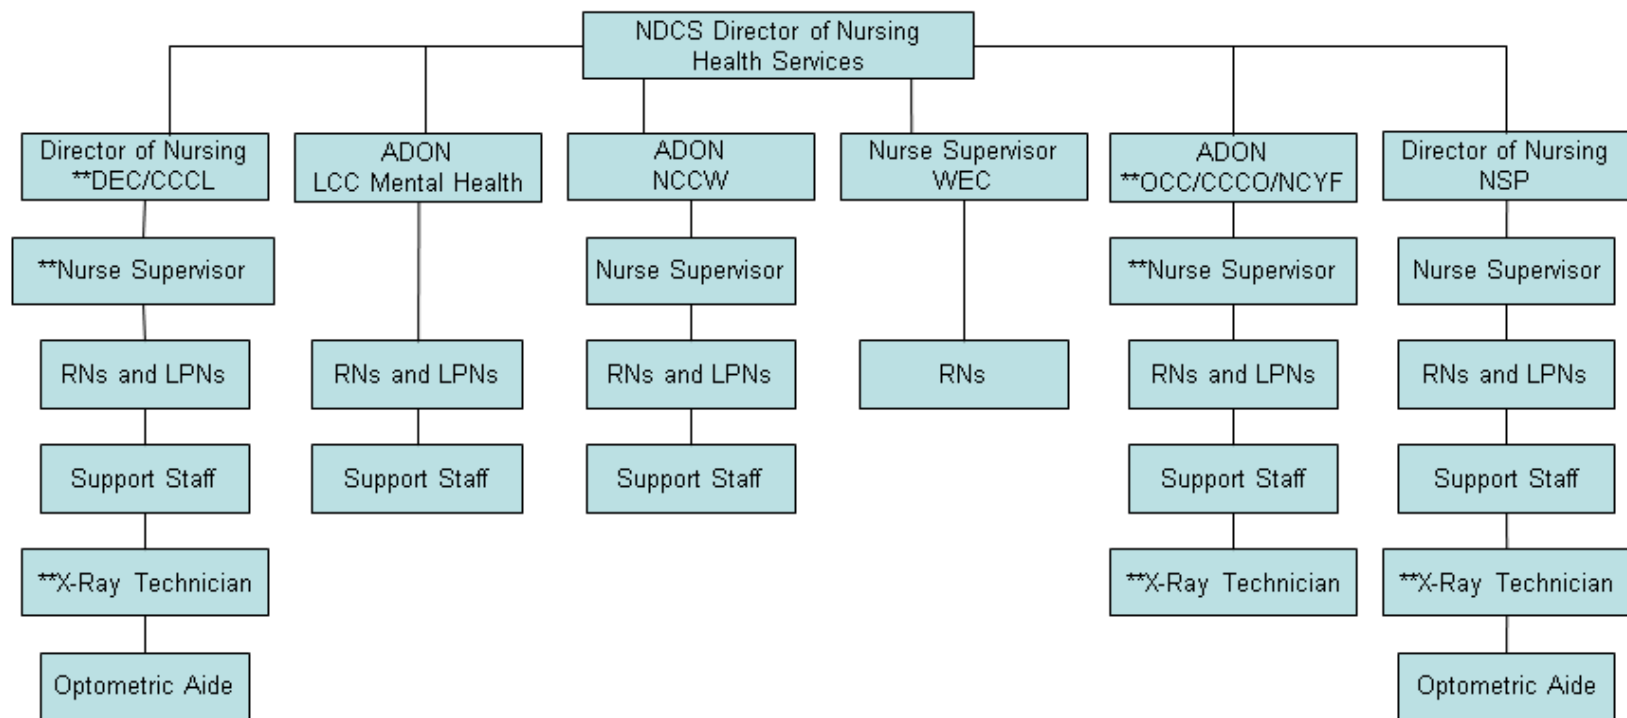 NDCS Director of Nursing
Health Services
Director of Nursing
**DEC/CCCL
ADON
LCC Mental Health
ADON
NCCW
Nurse Supervisor
WEC
ADON
**OCC/CCCO/NCYF
Director of Nursing
NSP
**Nurse Supervisor
Nurse Supervisor
**Nurse Supervisor
Nurse Supervisor
RNs and LPNs
RNs and LPNs
RNs and LPNs
RNs
RNs and LPNs
RNs and LPNs
Support Staff
Support Staff
Support Staff
Support Staff
Support Staff
**X-Ray Technician
**X-Ray Technician
**X-Ray Technician
Optometric Aide
Optometric Aide